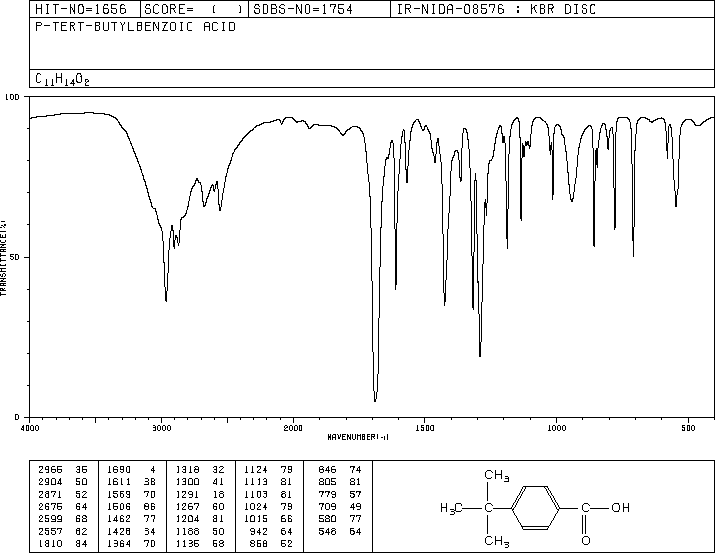 HIT-NO=1656 SCORE= ( ) SDBS-NO=1754 IR-NIDA-08576 : KBR DISC
P-TERT-BUTYLBENZOIC ACID
C11H14O2
100
50
0
TRANSMITTANCE(%)
4000 3000 2000 1500 1000 500
WAVENUMBER(-1)
2966 35 1690 4 1318 32 1124 79 846 74
2904 50 1611 38 1300 41 1113 81 805 81
2871 52 1569 70 1291 18 1103 81 779 57
2675 64 1506 86 1267 60 1024 79 709 49
2599 68 1462 77 1204 81 1015 66 580 77
2557 62 1428 34 1188 50 942 64 548 64
1810 84 1364 70 1136 58 858 52
CH3
H3C C C OH
CH3 O